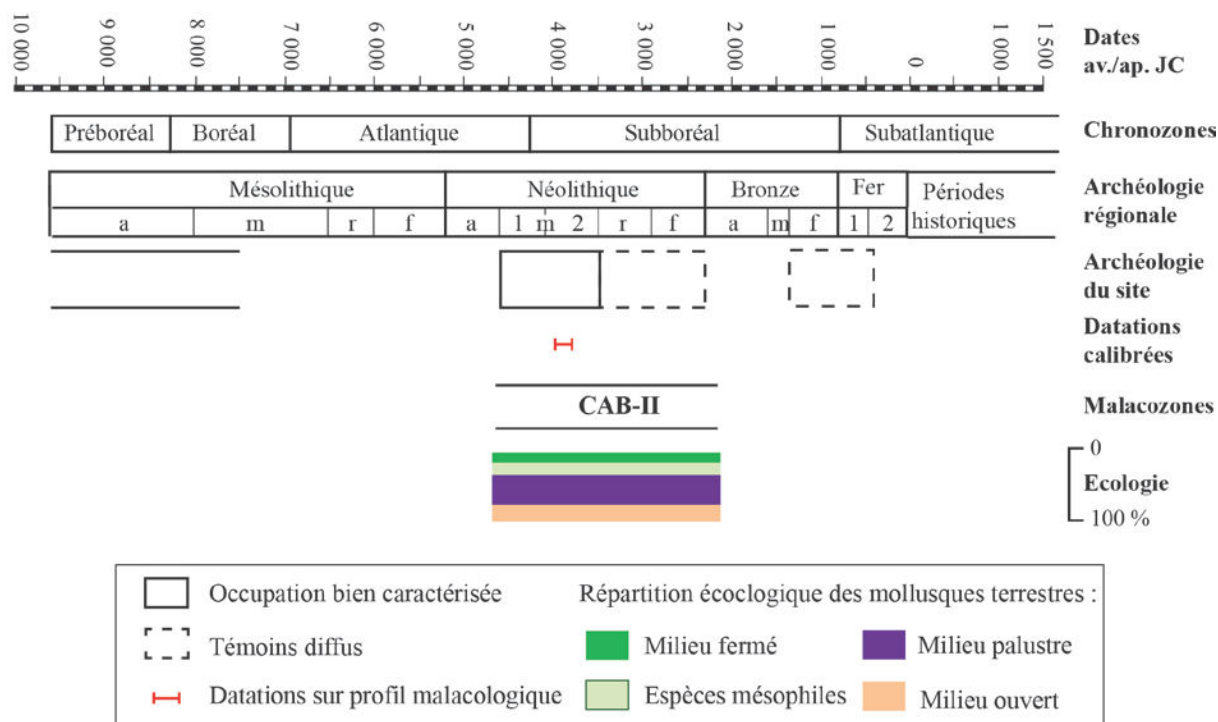 10 000 9 000 8 000 7 000 6 000 5 000 4 000 3 000 2 000 1 000 0 1 000 1 500 Dates
av./ap. JC
Préboréal Boréal Atlantique Subboréal Subatlantique Chronozones
Mésolithique Néolithique Bronze Fer Périodes historiques Archéologie
régionale
a m r f a 1 m 2 r f a m f 1 2
Archéologie
du site
Datations
calibrées
CAB-II Malacozones
0
Ecologie
100 %
Occupation bien caractérisée Répartition écoclogique des mollusques terrestres :
Témoins diffus Milieu fermé Milieu palustre
Datations sur profil malacologique Espèces mésophiles Milieu ouvert